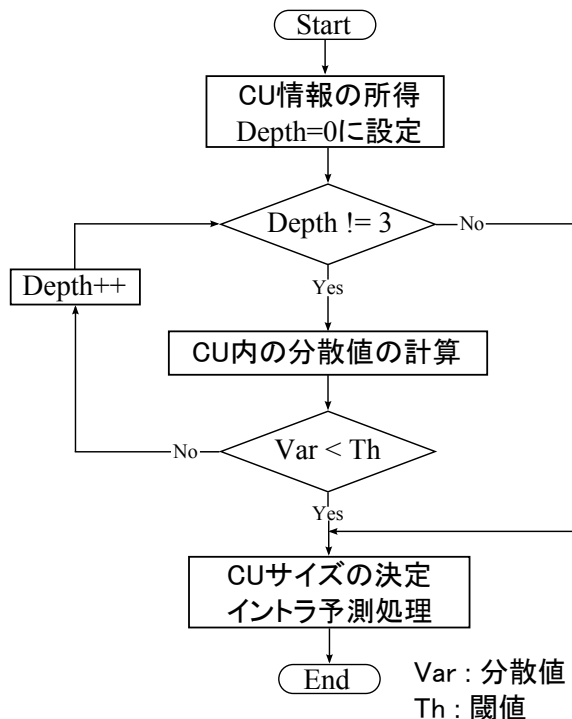 Start
CU情報の所得
Depth=0に設定
Depth != 3
No
Yes
Depth++
CU内の分散値の計算
Var < Th
No
Yes
CUサイズの決定
イントラ予測処理
End
Var : 分散値
Th : 閾値